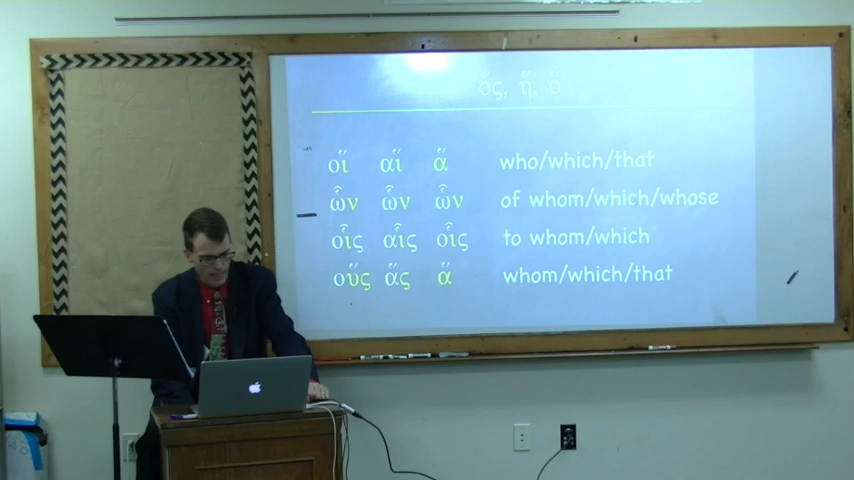 ὅς, ἥ, ὅ
οἵ αἵ ἅ who/which/that
ὧν ὧν ὧν of whom/which/whose
οἷς αἷς οἷς to whom/which
οὕς ἅς ἅ whom/which/that